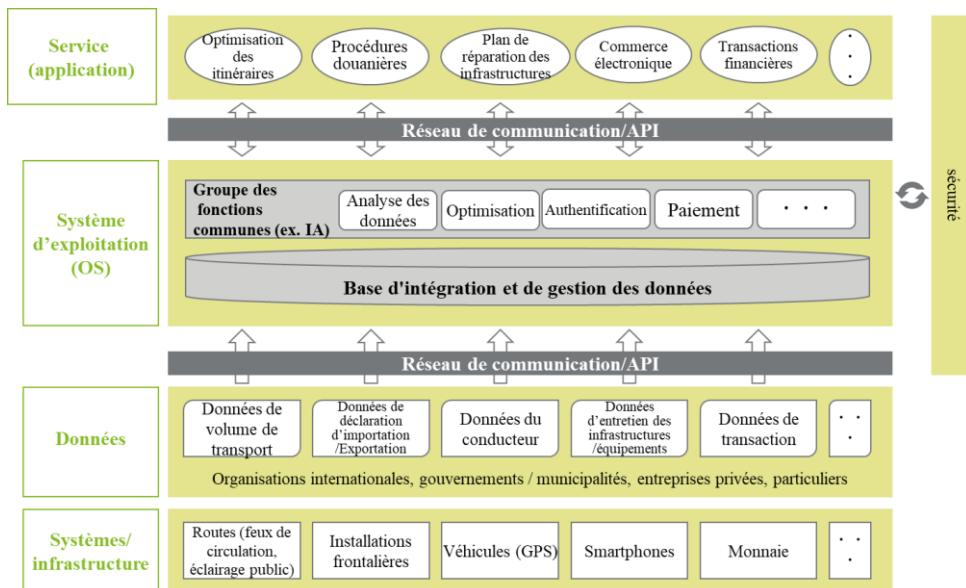 Service
(application)
Optimisation
des
itinéraires
Procédures
douanières
Plan de
réparation des
infrastructures
Commerce
électronique
Transactions
financières
. . .
Réseau de communication/API
Système
d’exploitation
(OS)
Groupe des
fonctions
communes (ex. IA)
Analyse des
données
Optimisation
Authentification
Paiement
. . .
Base d'intégration et de gestion des données
sécurité
Réseau de communication/API
Données
Données de
volume de
transport
Données de
déclaration
d’importation
/Exportation
Données du
conducteur
Données
d’entretien des
infrastructures
/équipements
Données de
transaction
. . .
Organisations internationales, gouvernements / municipalités, entreprises privées, particuliers
Systèmes/
infrastructure
Routes (feux de
circulation,
éclairage public)
Installations
frontalières
Véhicules (GPS)
Smartphones
Monnaie
. . .